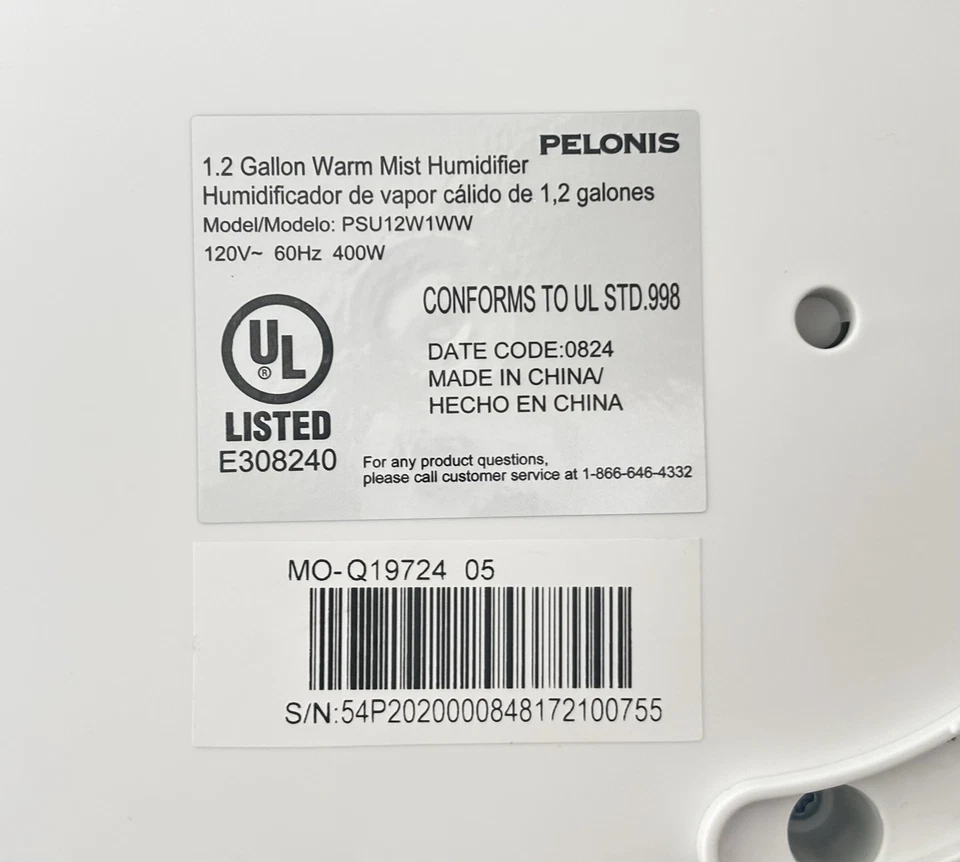 PELONIS
1.2 Gallon Warm Mist Humidifier
Humidificador de vapor cálido de 1,2 galones
Model/Modelo: PSU12W1WW
120V~ 60Hz 400W
UL
®
LISTED
E308240
CONFORMS TO UL STD.998
DATE CODE:0824
MADE IN CHINA/
HECHO EN CHINA
For any product questions,
please call customer service at 1-866-646-4332
MO-Q19724 05
S/N:54P2020000848172100755